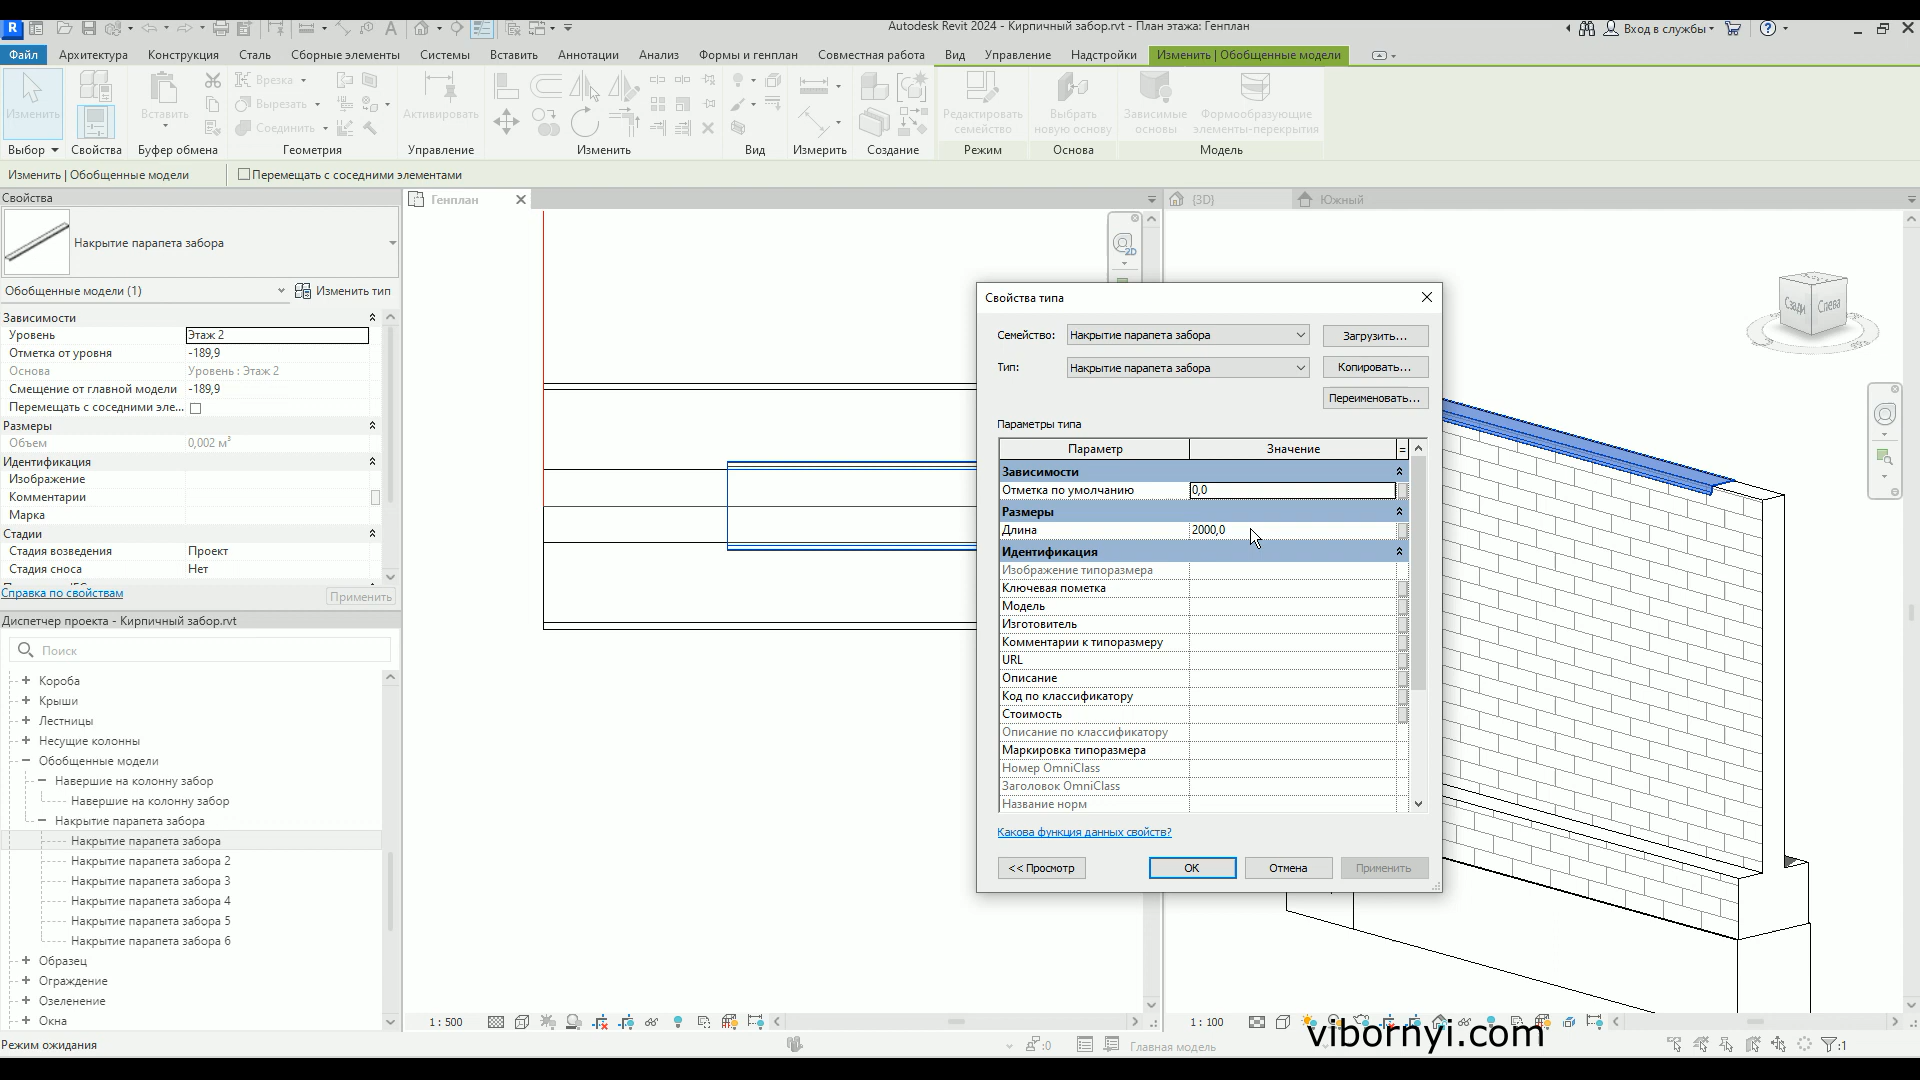 Autodesk Revit 2024 - Кирпичный забор.rvt - План этажа: Генплан
Вход в службы
Файл Архитектура Конструкция Сталь Сборные элементы Системы Вставить Аннотации Анализ Формы и генплан Совместная работа Вид Управление Надстройки Изменить | Обобщенные модели
Изменить
Вставить
Врезка
Вырезать
Соединить
Активировать
Редактировать семейство
Выбрать новую основу
Зависимые основы
Формообразующие элементы-перекрытия
Выбор Свойства Буфер обмена Геометрия Управление Изменить Вид Измерить Создание Режим Основа Модель
Изменить | Обобщенные модели Перемещать с соседними элементами
Свойства
Накрытие парапета забора
Обобщенные модели (1) Изменить тип
Зависимости
Уровень Этаж 2
Отметка от уровня -189,9
Основа Уровень : Этаж 2
Смещение от главной модели -189,9
Перемещать с соседними эле...
Размеры
Объем 0,002 м³
Идентификация
Изображение
Комментарии
Марка
Стадии
Стадия возведения Проект
Стадия сноса Нет
Справка по свойствам Применить
Диспетчер проекта - Кирпичный забор.rvt
Поиск
Короба
Крыши
Лестницы
Несущие колонны
Обобщенные модели
Навершие на колонну забор
Навершие на колонну забор
Накрытие парапета забора
Накрытие парапета забора
Накрытие парапета забора 2
Накрытие парапета забора 3
Накрытие парапета забора 4
Накрытие парапета забора 5
Накрытие парапета забора 6
Образец
Ограждение
Озеленение
Окна
Режим ожидания
Генплан
{3D}
Южный
2D
Сзади
Слева
Свойства типа
Семейство: Накрытие парапета забора Загрузить...
Тип: Накрытие парапета забора Копировать...
Переименовать...
Параметры типа
Параметр Значение =
Зависимости
Отметка по умолчанию 0,0
Размеры
Длина 2000,0
Идентификация
Изображение типоразмера
Ключевая пометка
Модель
Изготовитель
Комментарии к типоразмеру
URL
Описание
Код по классификатору
Стоимость
Описание по классификатору
Маркировка типоразмера
Номер OmniClass
Заголовок OmniClass
Название норм
Какова функция данных свойств?
<< Просмотр OK Отмена Применить
1 : 500
1 : 100
:0
Главная модель
:1
vibornyi.com